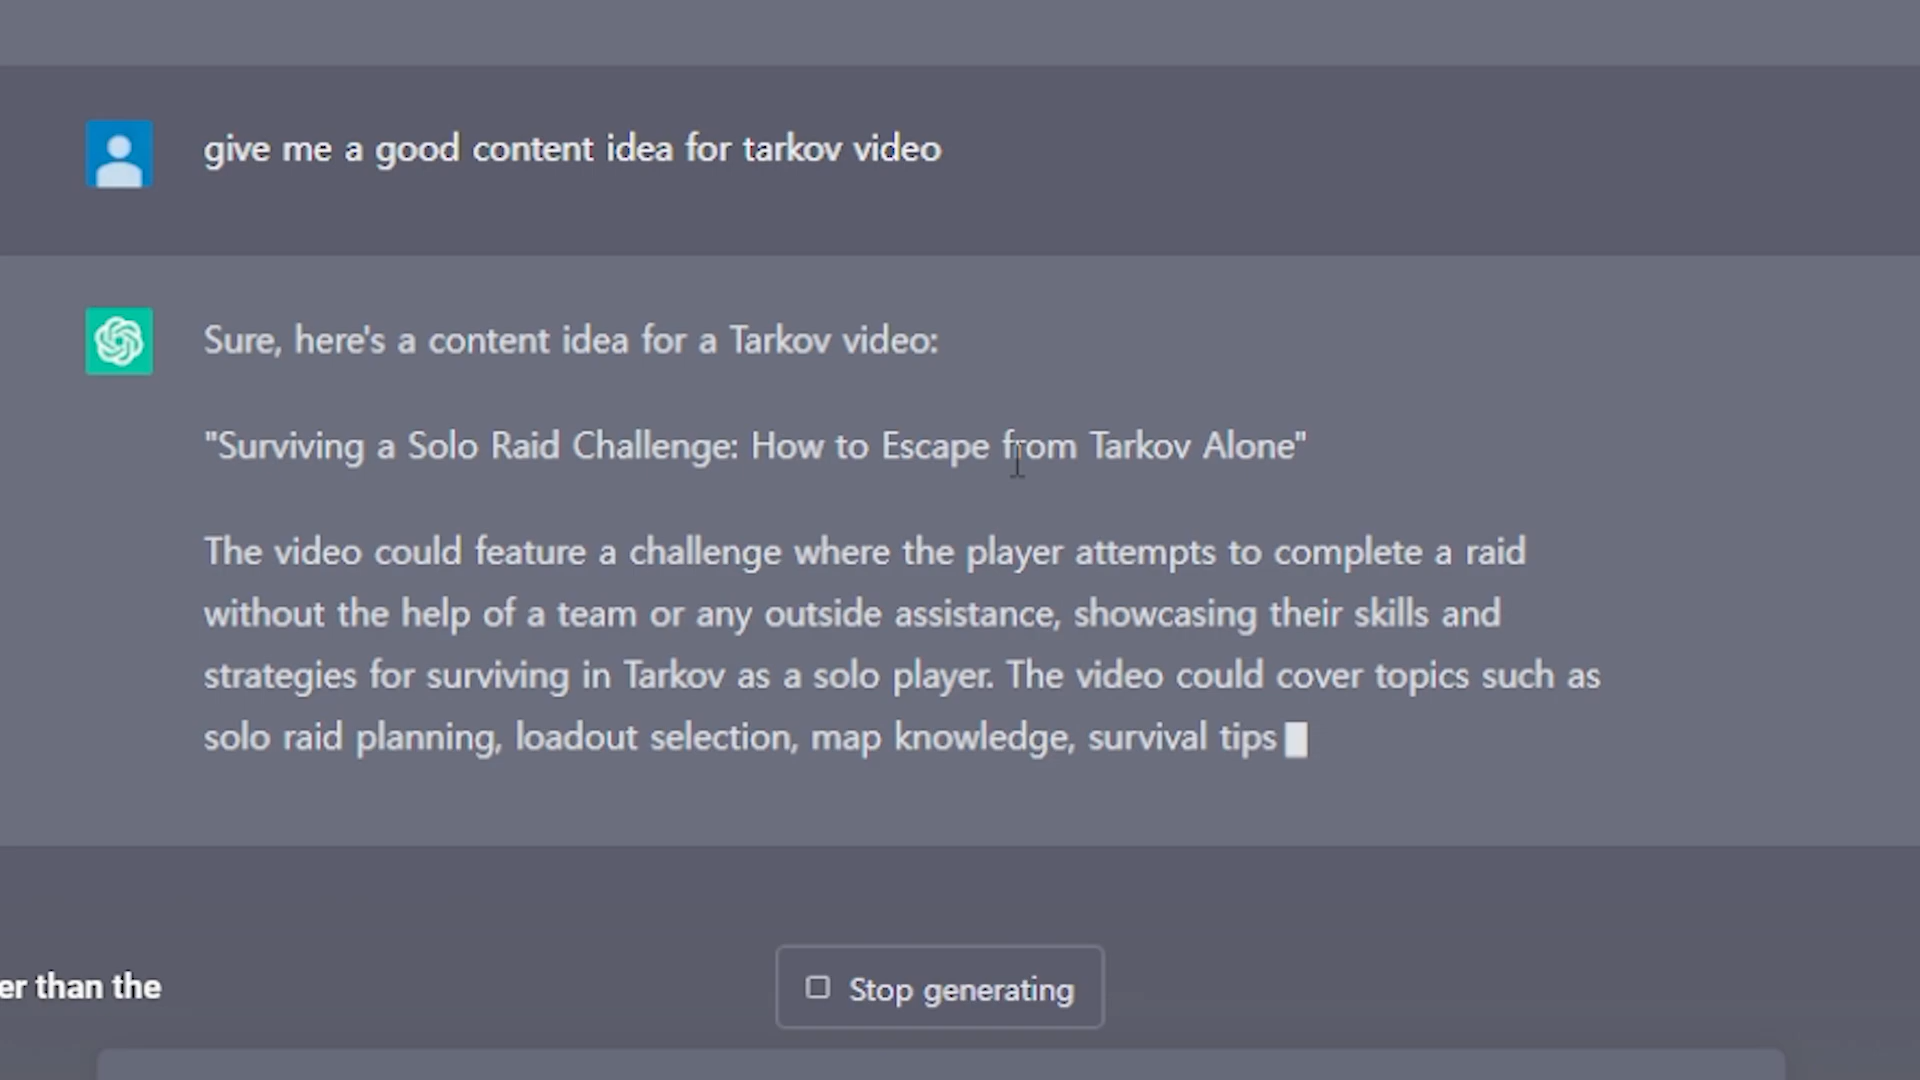 give me a good content idea for tarkov video
Sure, here's a content idea for a Tarkov video:
"Surviving a Solo Raid Challenge: How to Escape from Tarkov Alone"
The video could feature a challenge where the player attempts to complete a raid
without the help of a team or any outside assistance, showcasing their skills and
strategies for surviving in Tarkov as a solo player. The video could cover topics such as
solo raid planning, loadout selection, map knowledge, survival tips
er than the
Stop generating